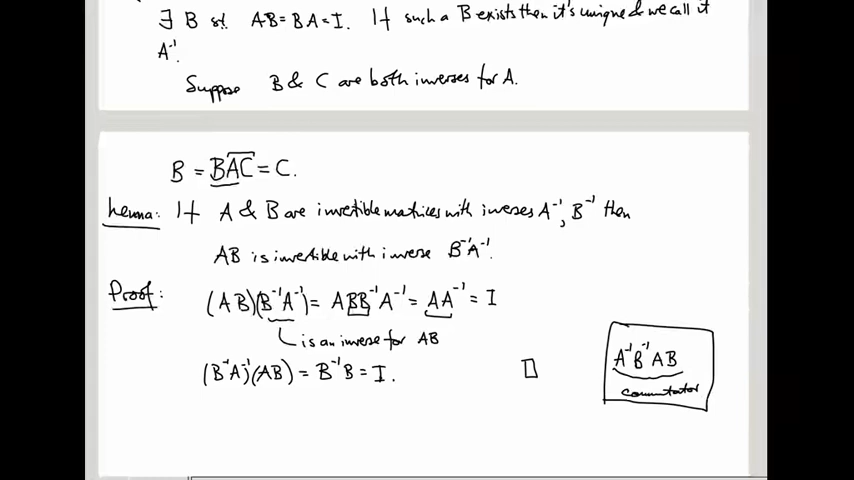 ∃ B st. AB=BA=I. If such a B exists then it's unique & we call it
A⁻¹.
Suppose B & C are both inverses for A.
B = BAC = C.
Lemma: If A & B are invertible matrices with inverses A⁻¹, B⁻¹ then
AB is invertible with inverse B⁻¹A⁻¹.
Proof: (AB)(B⁻¹A⁻¹) = ABB⁻¹A⁻¹ = AA⁻¹ = I
is an inverse for AB
(B⁻¹A⁻¹)(AB) = B⁻¹B = I. □
A⁻¹B⁻¹AB
commutator